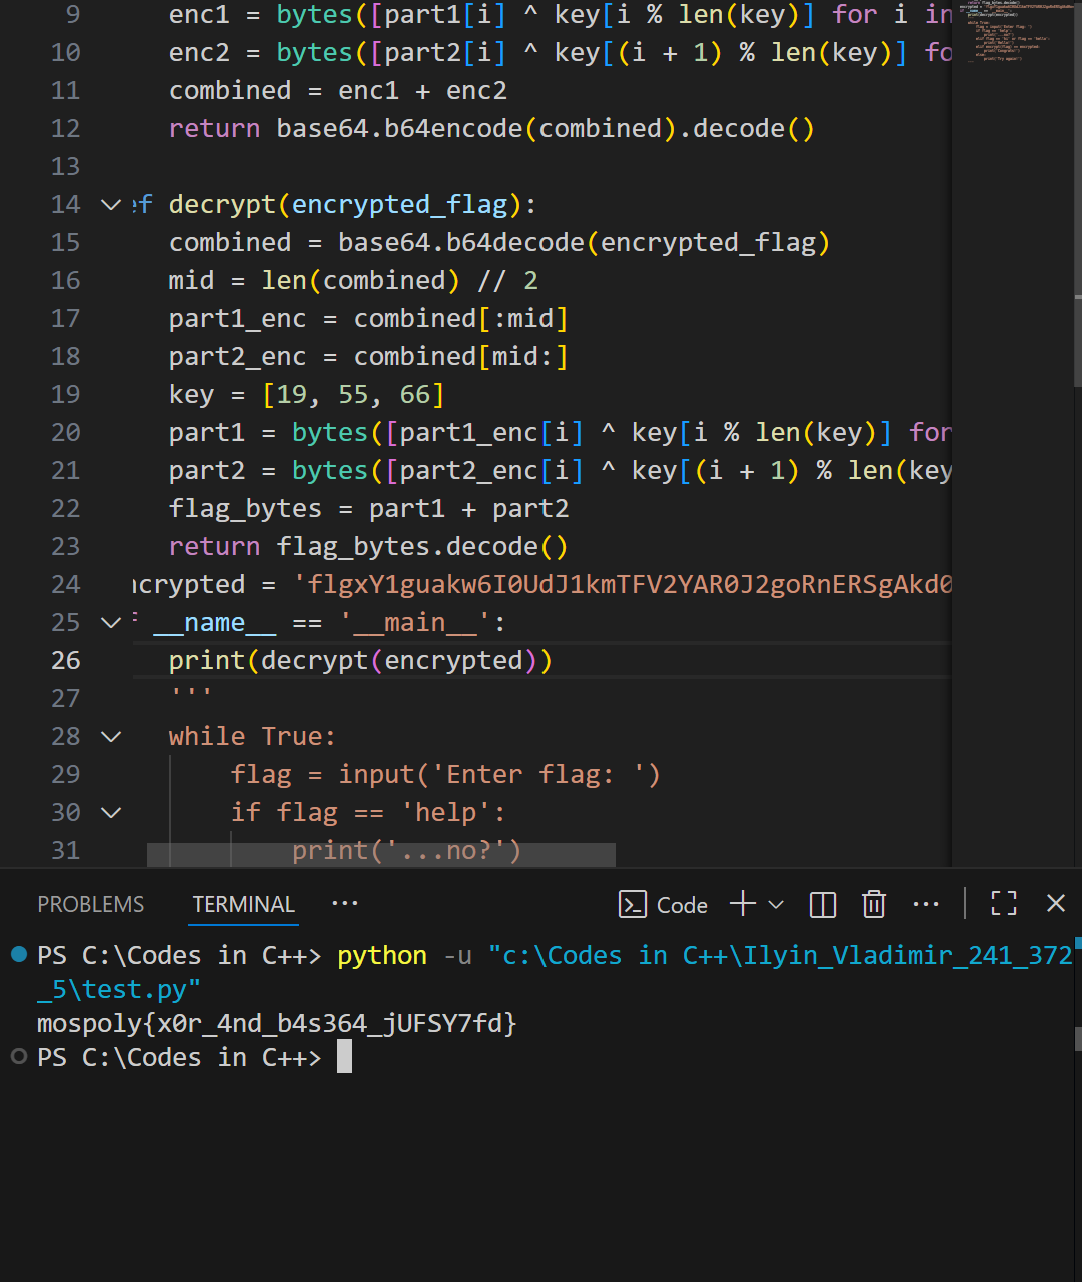 9 enc1 = bytes([part1[i] ^ key[i % len(key)] for i in
10 enc2 = bytes([part2[i] ^ key[(i + 1) % len(key)] fo
11 combined = enc1 + enc2
12 return base64.b64encode(combined).decode()
13
14 ef decrypt(encrypted_flag):
15 combined = base64.b64decode(encrypted_flag)
16 mid = len(combined) // 2
17 part1_enc = combined[:mid]
18 part2_enc = combined[mid:]
19 key = [19, 55, 66]
20 part1 = bytes([part1_enc[i] ^ key[i % len(key)] for
21 part2 = bytes([part2_enc[i] ^ key[(i + 1) % len(key
22 flag_bytes = part1 + part2
23 return flag_bytes.decode()
24 ncrypted = 'flgxY1guakw6I0UdJ1kmTFV2YAR0J2goRnERSgAkd0
25 f __name__ == '__main__':
26 print(decrypt(encrypted))
27 '''
28 while True:
29 flag = input('Enter flag: ')
30 if flag == 'help':
31 print('...no?')
PROBLEMS TERMINAL ··· Code ···
PS C:\Codes in C++> python -u "c:\Codes in C++\Ilyin_Vladimir_241_372
_5\test.py"
mospoly{x0r_4nd_b4s364_jUFSY7fd}
PS C:\Codes in C++>